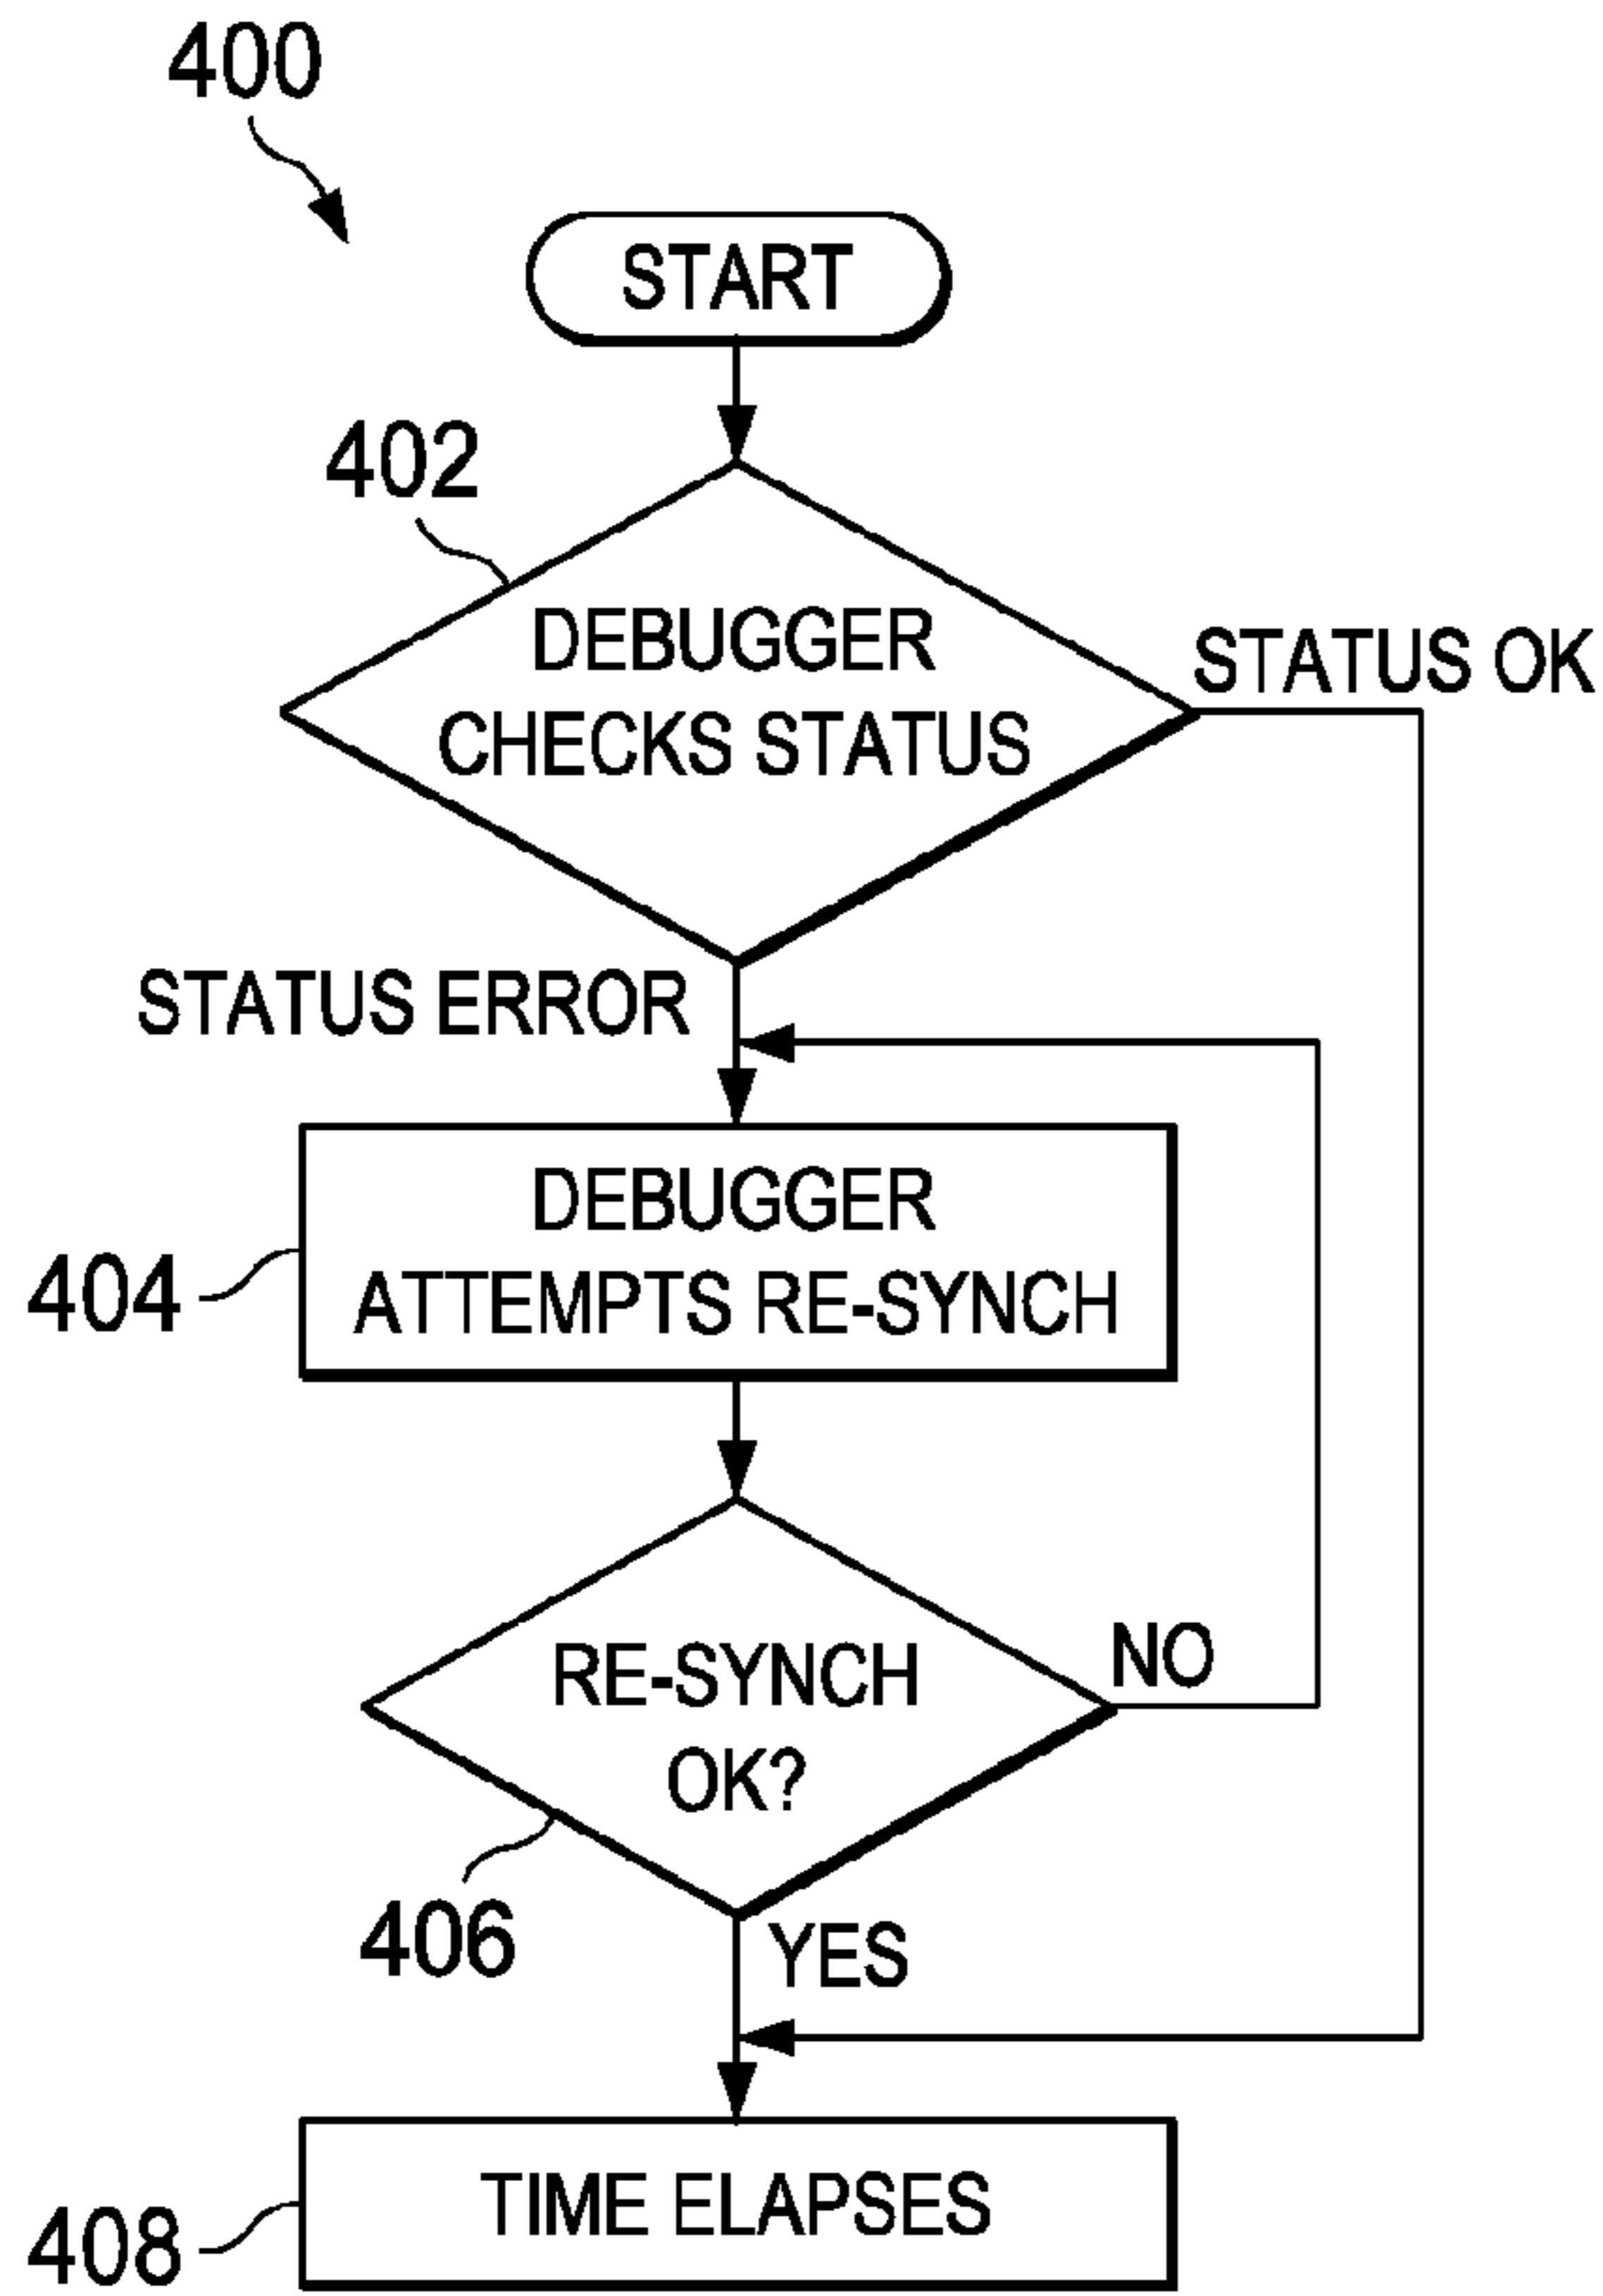 400
START
402
DEBUGGER
CHECKS STATUS
STATUS OK
STATUS ERROR
404
DEBUGGER
ATTEMPTS RE-SYNCH
RE-SYNCH
OK?
NO
406
YES
408
TIME ELAPSES